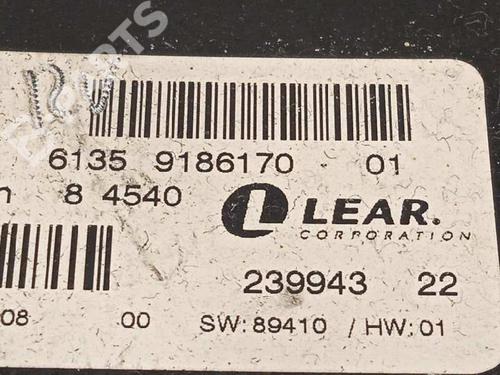 6135 9186170 - 01
8 4540
LEAR.
CORPORATION
239943 22
08 00 SW: 89410 / HW: 01